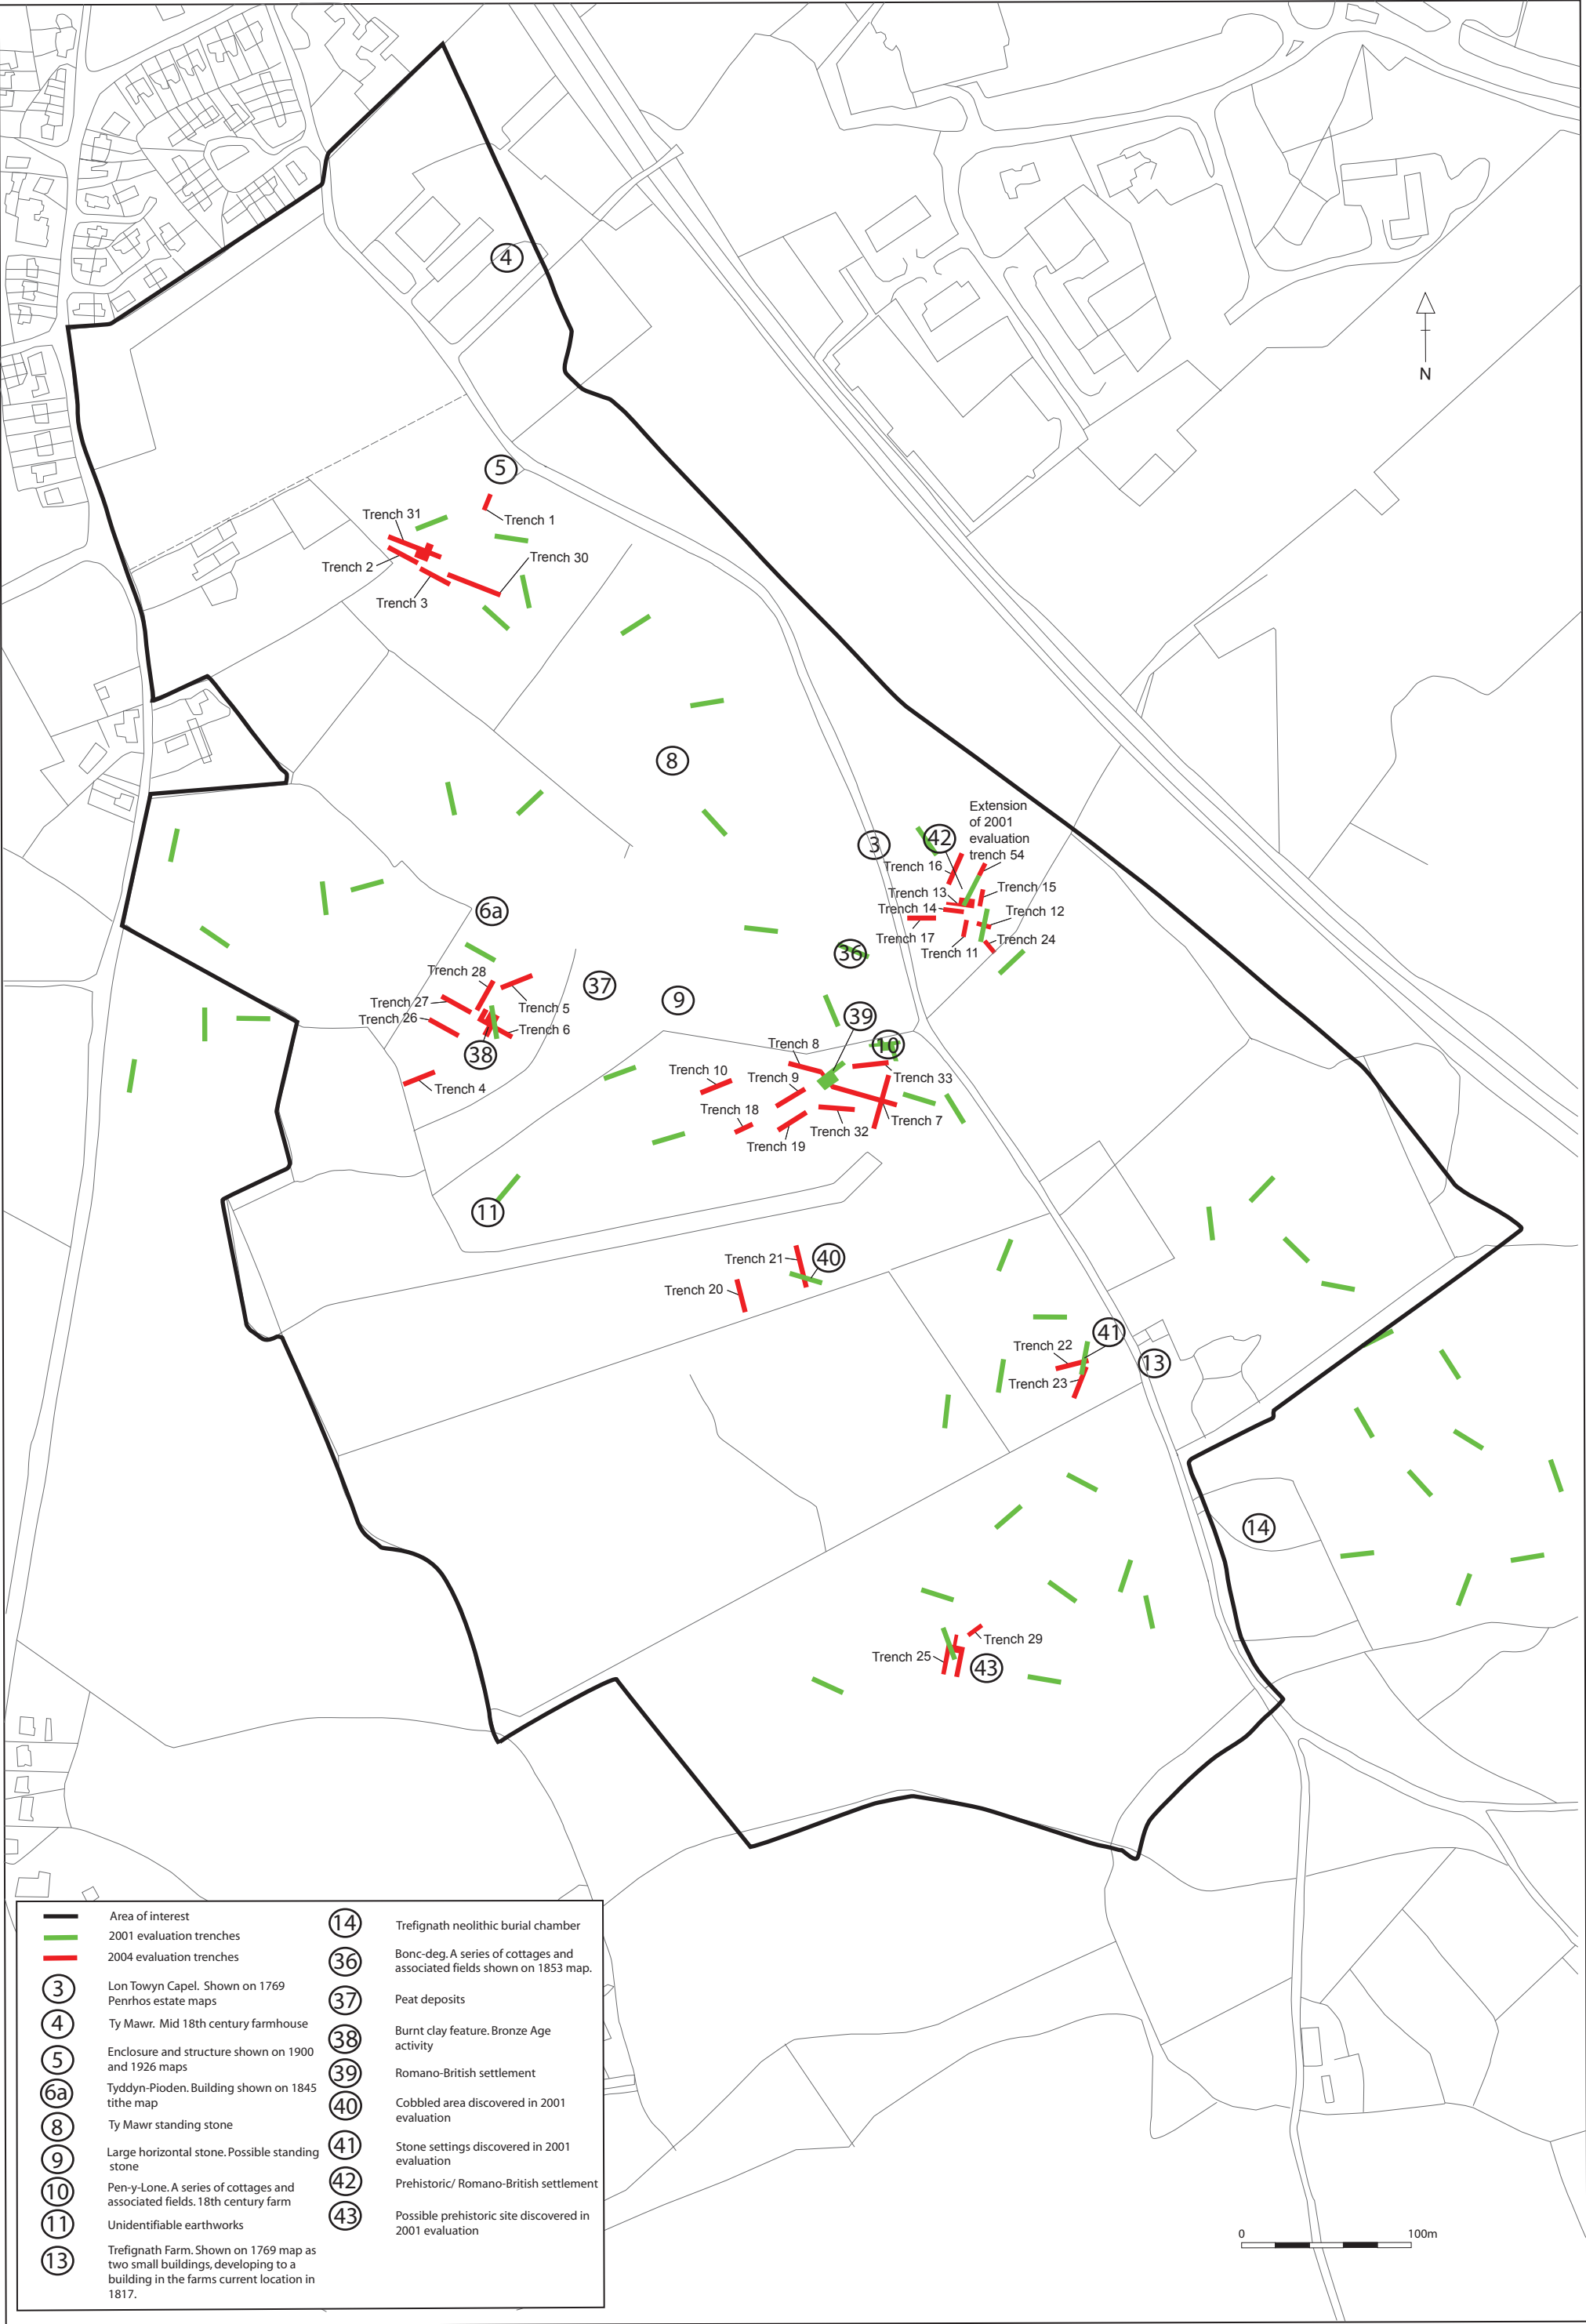 4
N
5
Trench 31
Trench 1
Trench 2
Trench 30
Trench 3
8
Extension
of 2001
evaluation
trench 54
42
3
Trench 16
Trench 13
Trench 15
Trench 14
Trench 12
Trench 17
Trench 11
Trench 24
6a
36
Trench 28
37
Trench 27
Trench 5
9
Trench 26
Trench 6
39
38
10
Trench 8
Trench 10
Trench 9
Trench 33
Trench 4
Trench 18
Trench 7
Trench 32
Trench 19
11
Trench 21
40
Trench 20
41
Trench 22
13
Trench 23
14
Trench 29
Trench 25
43
Area of interest
2001 evaluation trenches
2004 evaluation trenches
3
Lon Towyn Capel. Shown on 1769
Penrhos estate maps
4
Ty Mawr. Mid 18th century farmhouse
5
Enclosure and structure shown on 1900
and 1926 maps
6a
Tyddyn-Pioden. Building shown on 1845
tithe map
8
Ty Mawr standing stone
9
Large horizontal stone. Possible standing
stone
10
Pen-y-Lone. A series of cottages and
associated fields. 18th century farm
11
Unidentifiable earthworks
13
Trefignath Farm. Shown on 1769 map as
two small buildings, developing to a
building in the farms current location in
1817.
14
Trefignath neolithic burial chamber
36
Bonc-deg. A series of cottages and
associated fields shown on 1853 map.
37
Peat deposits
38
Burnt clay feature. Bronze Age
activity
39
Romano-British settlement
40
Cobbled area discovered in 2001
evaluation
41
Stone settings discovered in 2001
evaluation
42
Prehistoric/ Romano-British settlement
43
Possible prehistoric site discovered in
2001 evaluation
0 100m